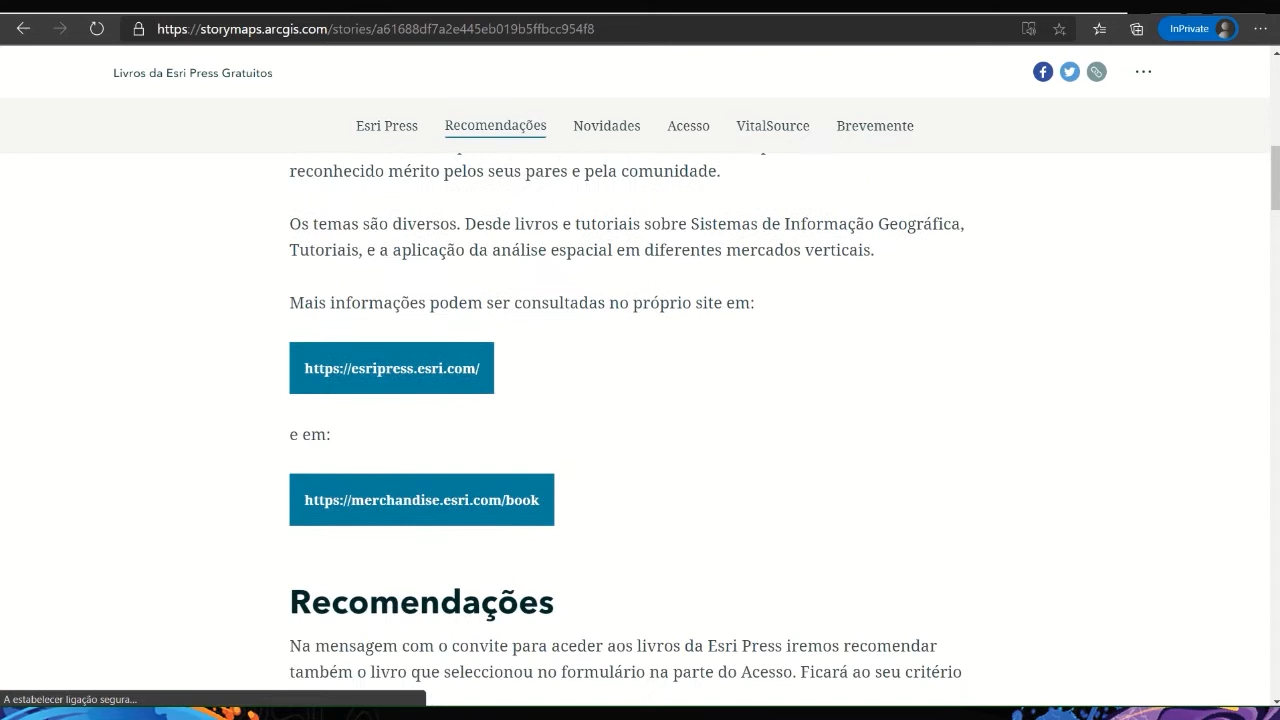 https://storymaps.arcgis.com/stories/a61688df7a2e445eb019b5ffbcc954f8
InPrivate
Livros da Esri Press Gratuitos
Esri Press Recomendações Novidades Acesso VitalSource Brevemente
reconhecido mérito pelos seus pares e pela comunidade.
Os temas são diversos. Desde livros e tutoriais sobre Sistemas de Informação Geográfica,
Tutoriais, e a aplicação da análise espacial em diferentes mercados verticais.
Mais informações podem ser consultadas no próprio site em:
https://esripress.esri.com/
e em:
https://merchandise.esri.com/book
Recomendações
Na mensagem com o convite para aceder aos livros da Esri Press iremos recomendar
também o livro que seleccionou no formulário na parte do Acesso. Ficará ao seu critério
A estabelecer ligação segura...